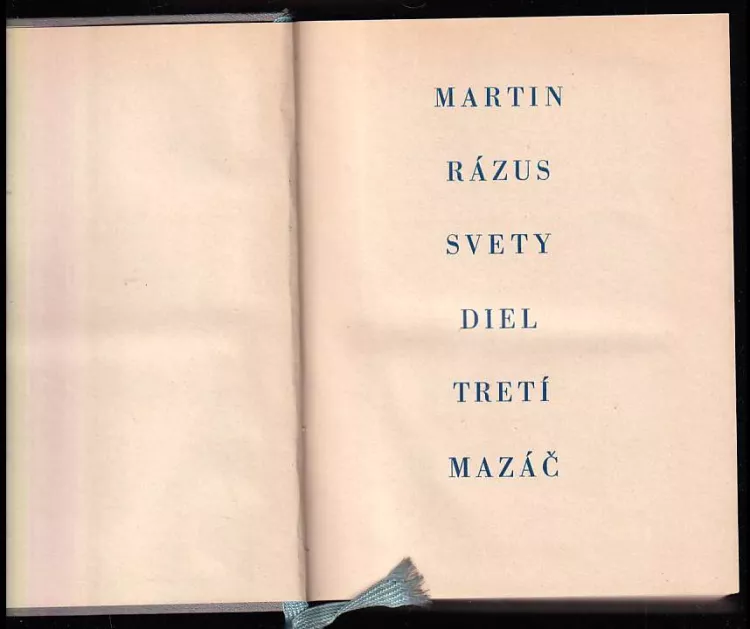 MARTIN
RÁZUS
SVETY
DIEL
TRETÍ
MAZÁČ